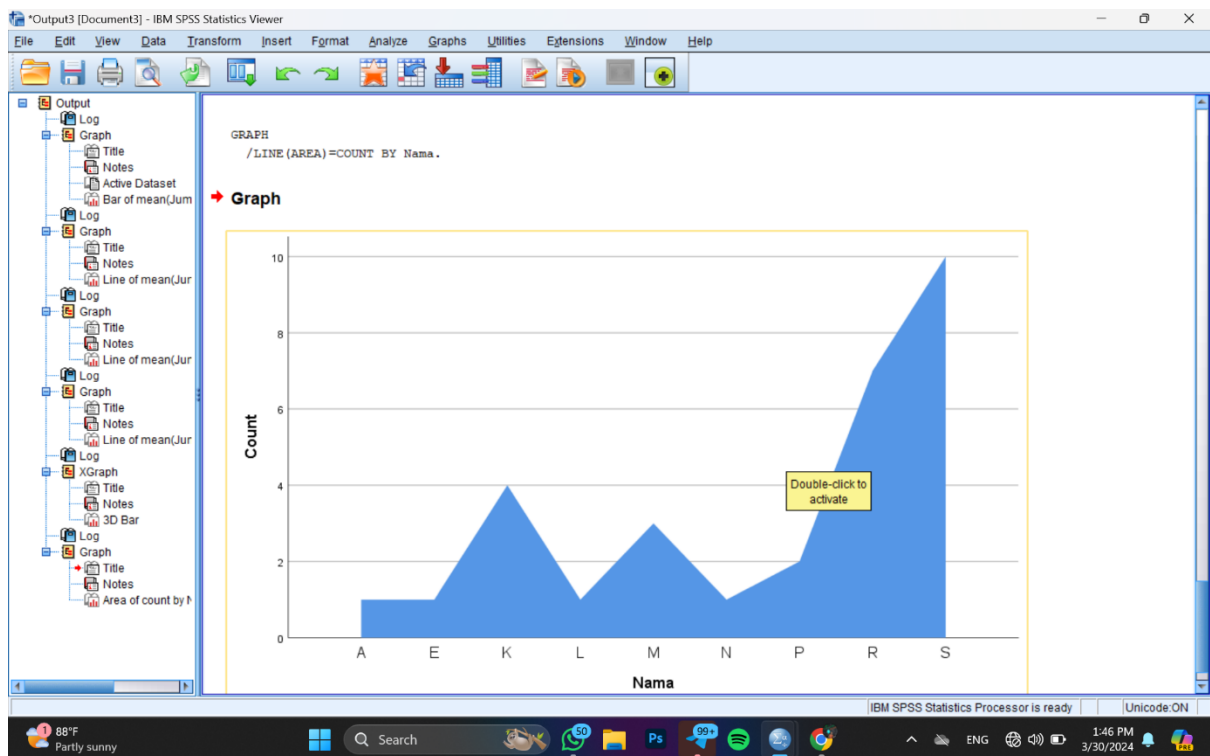 *Output3 [Document3] - IBM SPSS Statistics Viewer
File Edit View Data Transform Insert Format Analyze Graphs Utilities Extensions Window Help
Output
Log
Graph
Title
Notes
Active Dataset
Bar of mean(Jum
Log
Graph
Title
Notes
Line of mean(Jur
Log
Graph
Title
Notes
Line of mean(Jur
Log
Graph
Title
Notes
Line of mean(Jur
Log
XGraph
Title
Notes
3D Bar
Log
Graph
Title
Notes
Area of count by N
GRAPH
/LINE(AREA)=COUNT BY Nama.
Graph
10
8
6
4
2
0
Count
Double-click to
activate
A E K L M N P R S
Nama
IBM SPSS Statistics Processor is ready Unicode:ON
1
88°F
Partly sunny
Search
50
Ps
99+
ENG
1:46 PM
3/30/2024
PRE